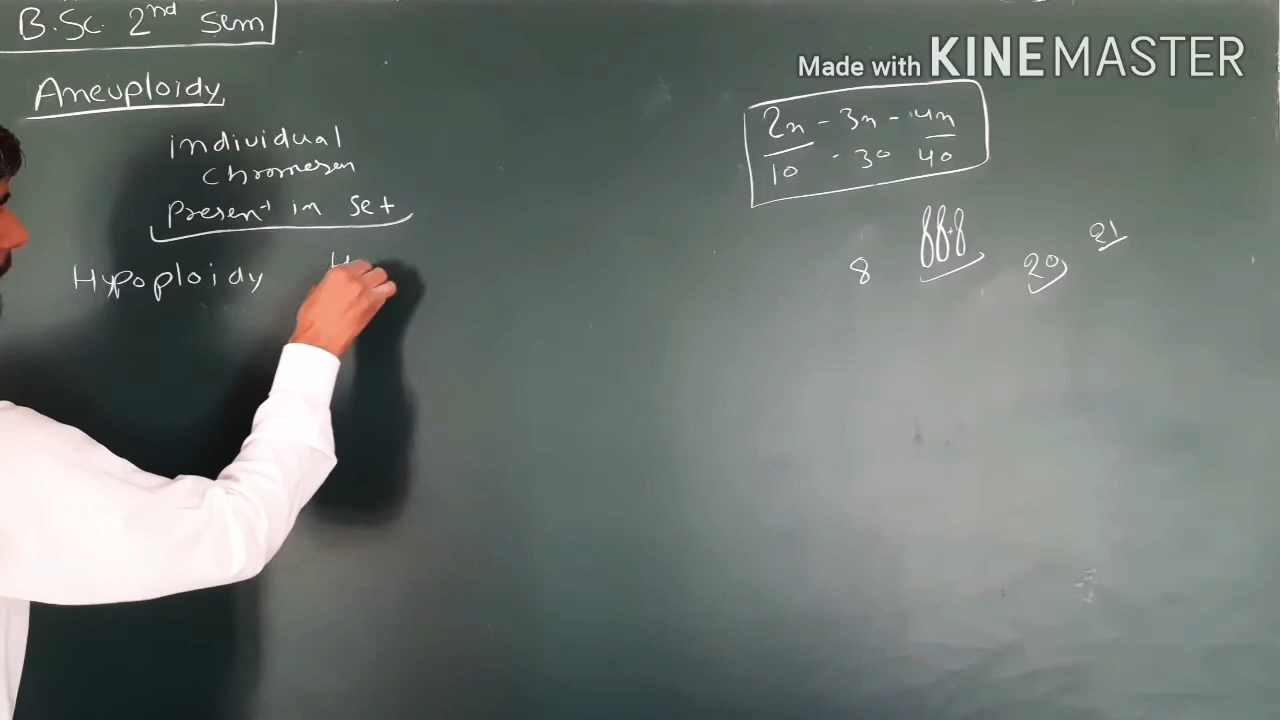 B.Sc. 2nd Sem
Made with KINEMASTER
Aneuploidy
2n - 3n - 4n
10 - 30 40
individual
chromosen
present in set
21
8 888 20
Hypoploidy H